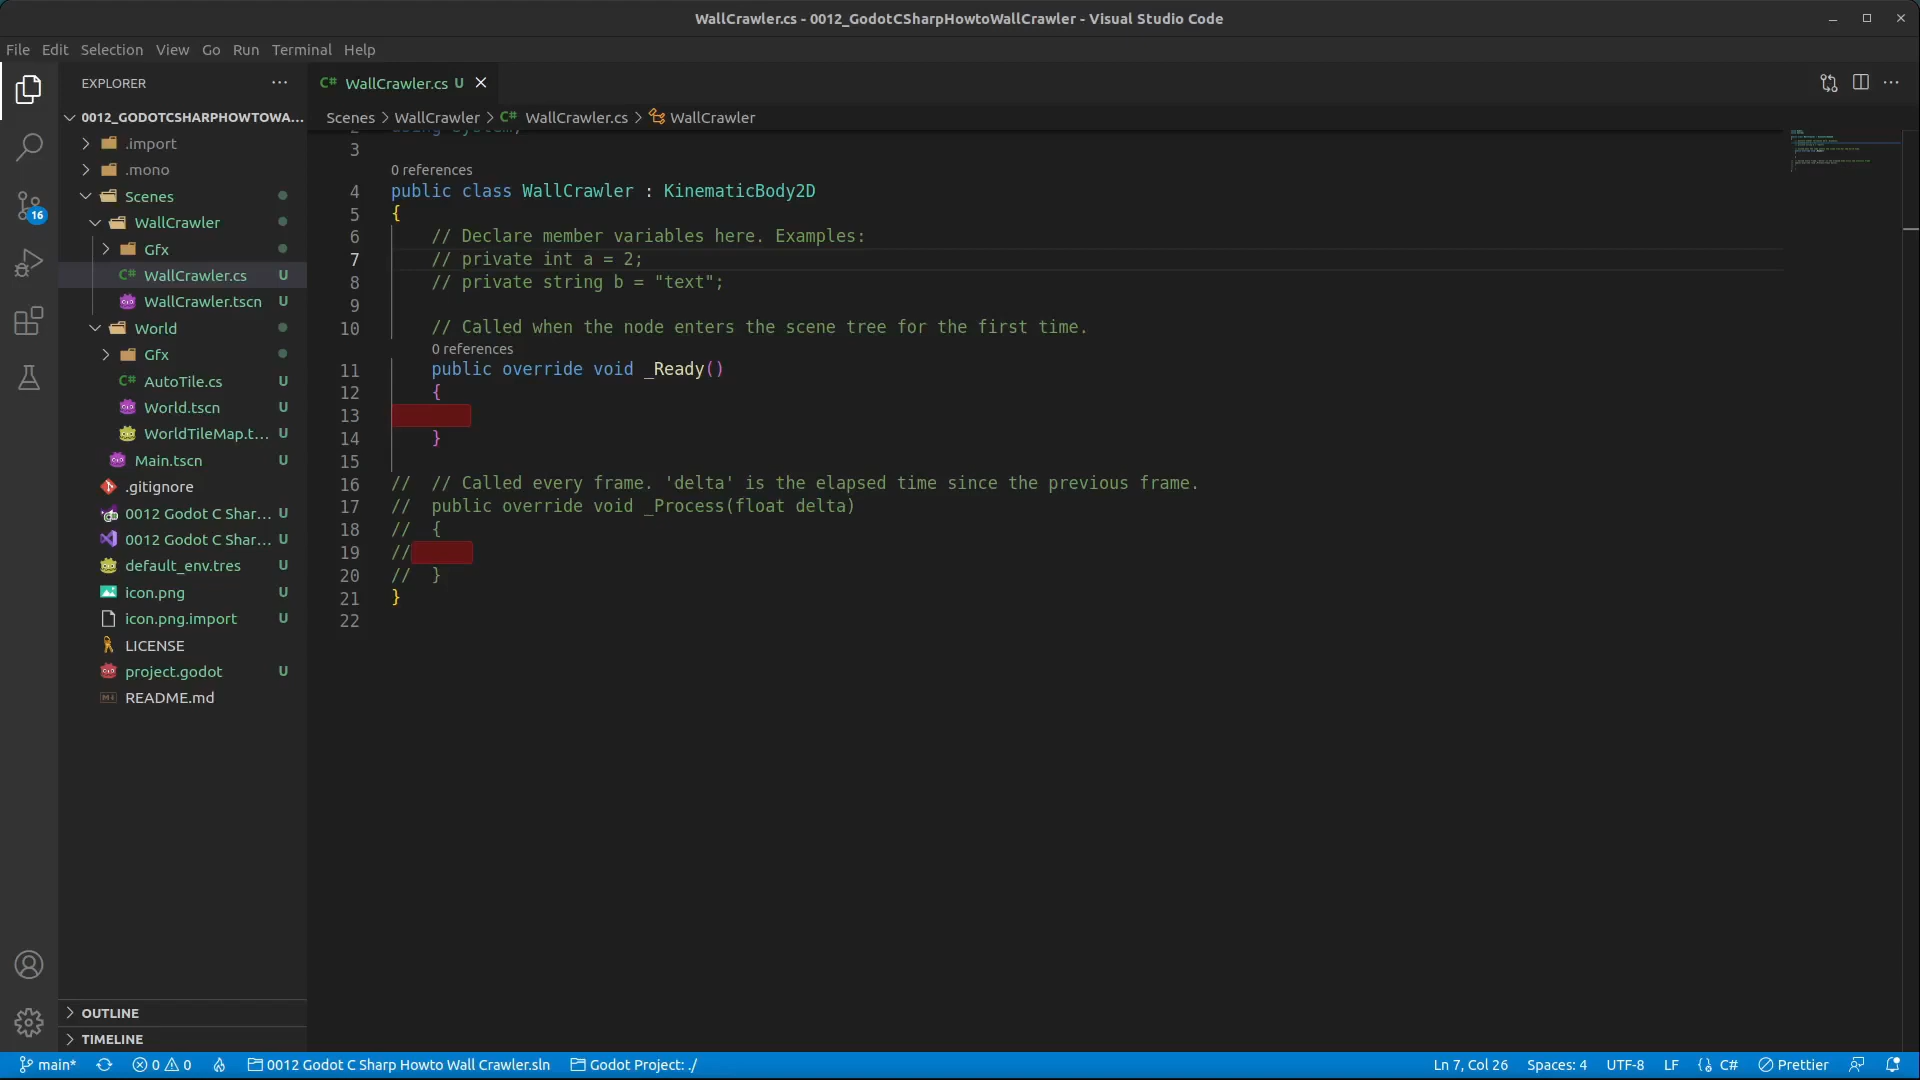 WallCrawler.cs - 0012_GodotCSharpHowtoWallCrawler - Visual Studio Code
File Edit Selection View Go Run Terminal Help
EXPLORER
0012_GODOTCSHARPHOWTOWA...
.import
.mono
Scenes
WallCrawler
Gfx
C# WallCrawler.cs U
WallCrawler.tscn U
World
Gfx
C# AutoTile.cs U
World.tscn U
WorldTileMap.t... U
Main.tscn U
.gitignore
0012 Godot C Shar... U
0012 Godot C Shar... U
default_env.tres U
icon.png U
icon.png.import U
LICENSE
project.godot U
README.md
OUTLINE
TIMELINE
16
C# WallCrawler.cs U
Scenes > WallCrawler > C# WallCrawler.cs > WallCrawler
2 using System;
3
0 references
4 public class WallCrawler : KinematicBody2D
5 {
6 // Declare member variables here. Examples:
7 // private int a = 2;
8 // private string b = "text";
9
10 // Called when the node enters the scene tree for the first time.
0 references
11 public override void _Ready()
12 {
13
14 }
15
16 // // Called every frame. 'delta' is the elapsed time since the previous frame.
17 // public override void _Process(float delta)
18 // {
19 //
20 // }
21 }
22
main* 0 0 0012 Godot C Sharp Howto Wall Crawler.sln Godot Project: ./ Ln 7, Col 26 Spaces: 4 UTF-8 LF {} C# Prettier